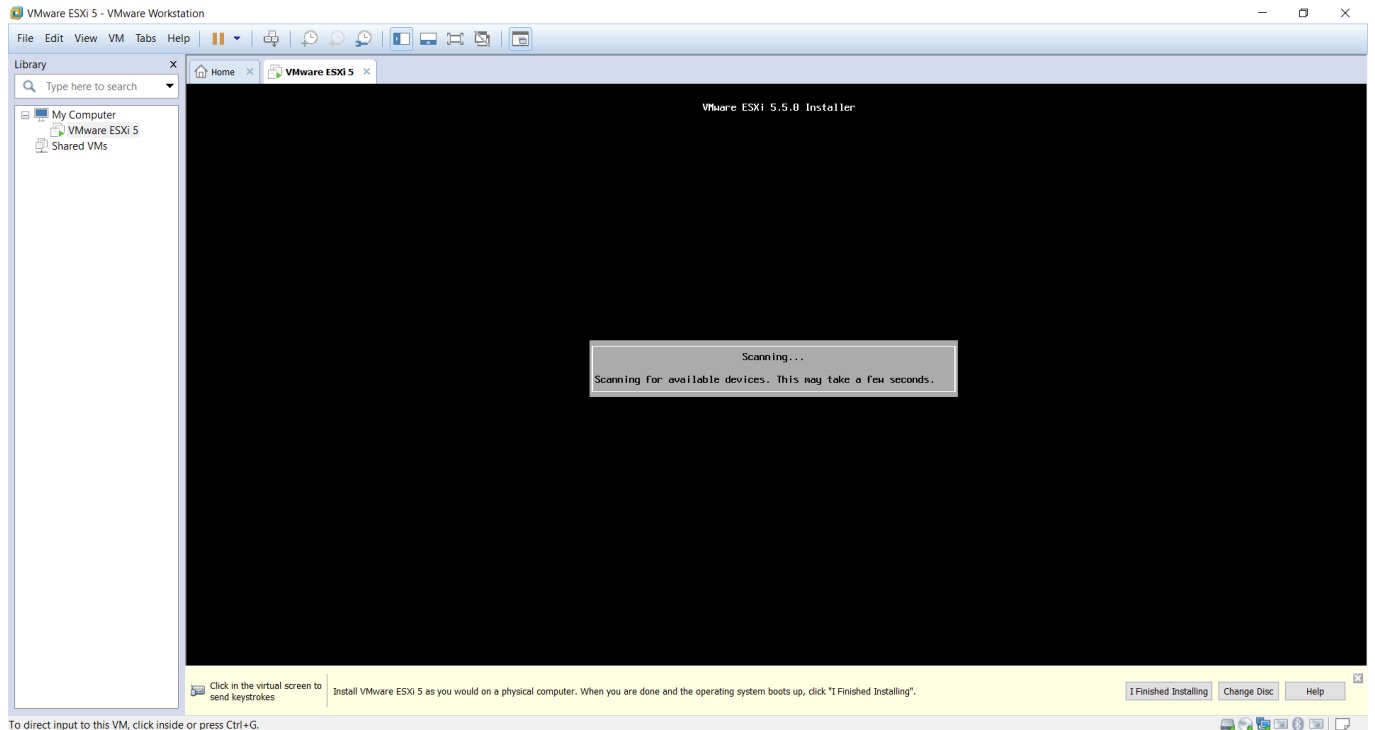 VMware ESXi 5 - VMware Workstation
File Edit View VM Tabs Help
Library x
Home × VMware ESXi 5 ×
Type here to search
My Computer
VMware ESXi 5
Shared VMs
VMware ESXi 5.5.0 Installer
Scanning...
Scanning for available devices. This may take a few seconds.
Click in the virtual screen to
send keystrokes
Install VMware ESXi 5 as you would on a physical computer. When you are done and the operating system boots up, click "I Finished Installing".
I Finished Installing Change Disc Help
To direct input to this VM, click inside or press Ctrl+G.